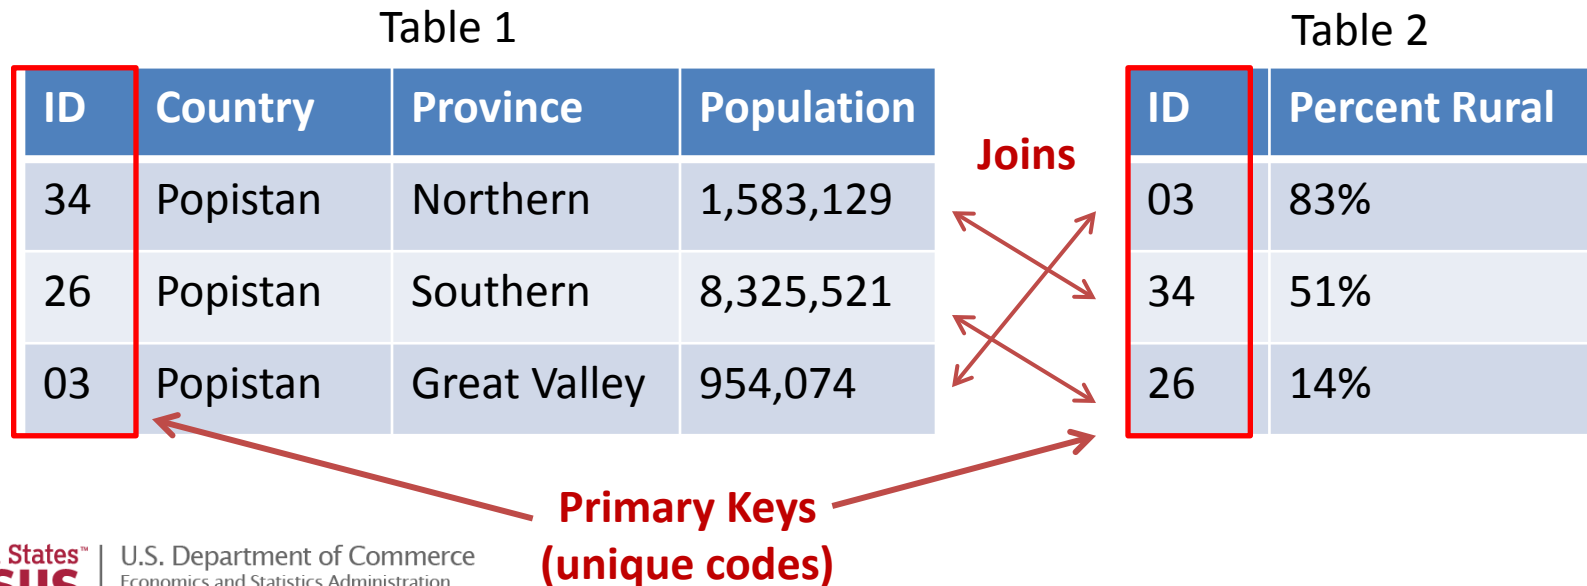 Table 1
ID Country Province Population
34 Popistan Northern 1,583,129
26 Popistan Southern 8,325,521
03 Popistan Great Valley 954,074
Joins
Table 2
ID Percent Rural
03 83%
34 51%
26 14%
Primary Keys
(unique codes)
States™
U.S. Department of Commerce
Economics and Statistics Administration